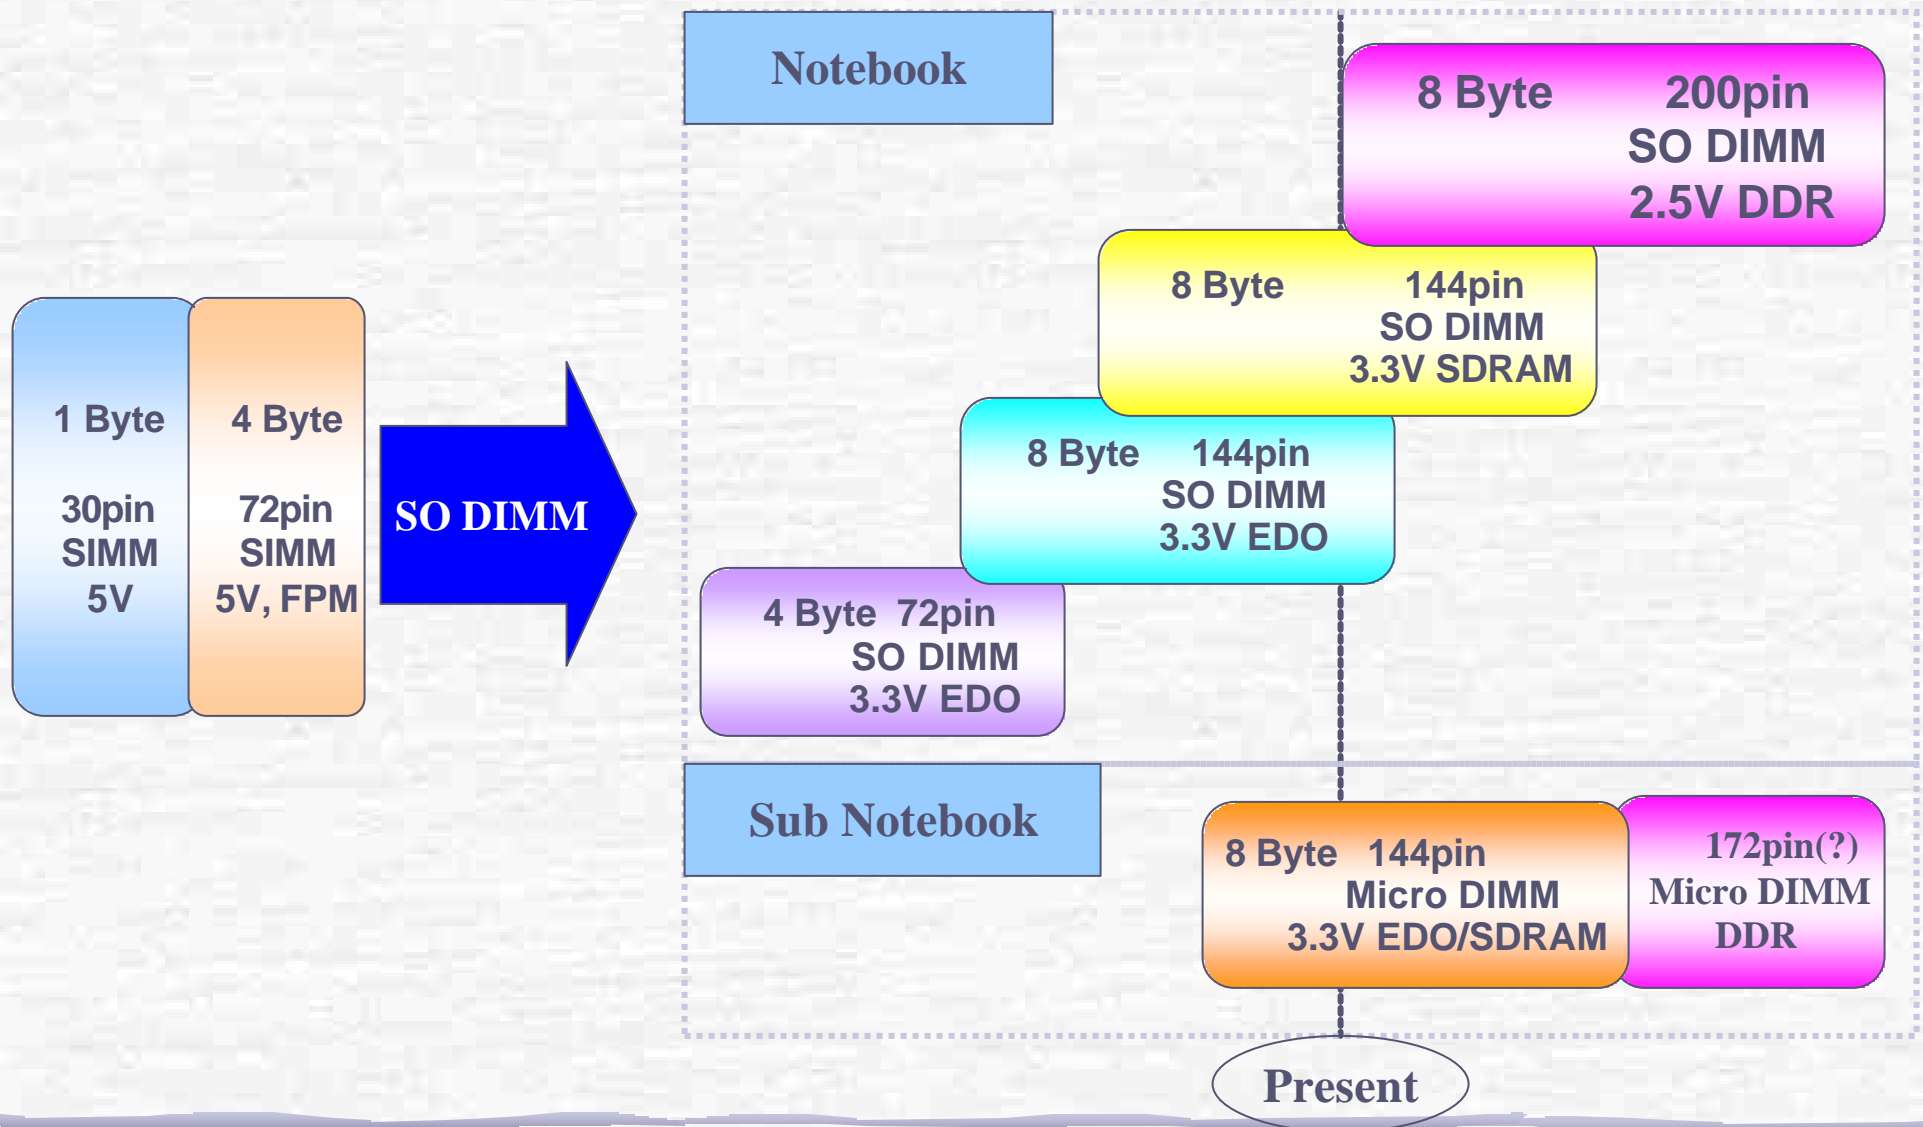 Notebook
8 Byte 200pin
SO DIMM
2.5V DDR
8 Byte 144pin
SO DIMM
3.3V SDRAM
1 Byte
30pin
SIMM
5V
4 Byte
72pin
SIMM
5V, FPM
SO DIMM
8 Byte 144pin
SO DIMM
3.3V EDO
4 Byte 72pin
SO DIMM
3.3V EDO
Sub Notebook
8 Byte 144pin
Micro DIMM
3.3V EDO/SDRAM
172pin(?)
Micro DIMM
DDR
Present